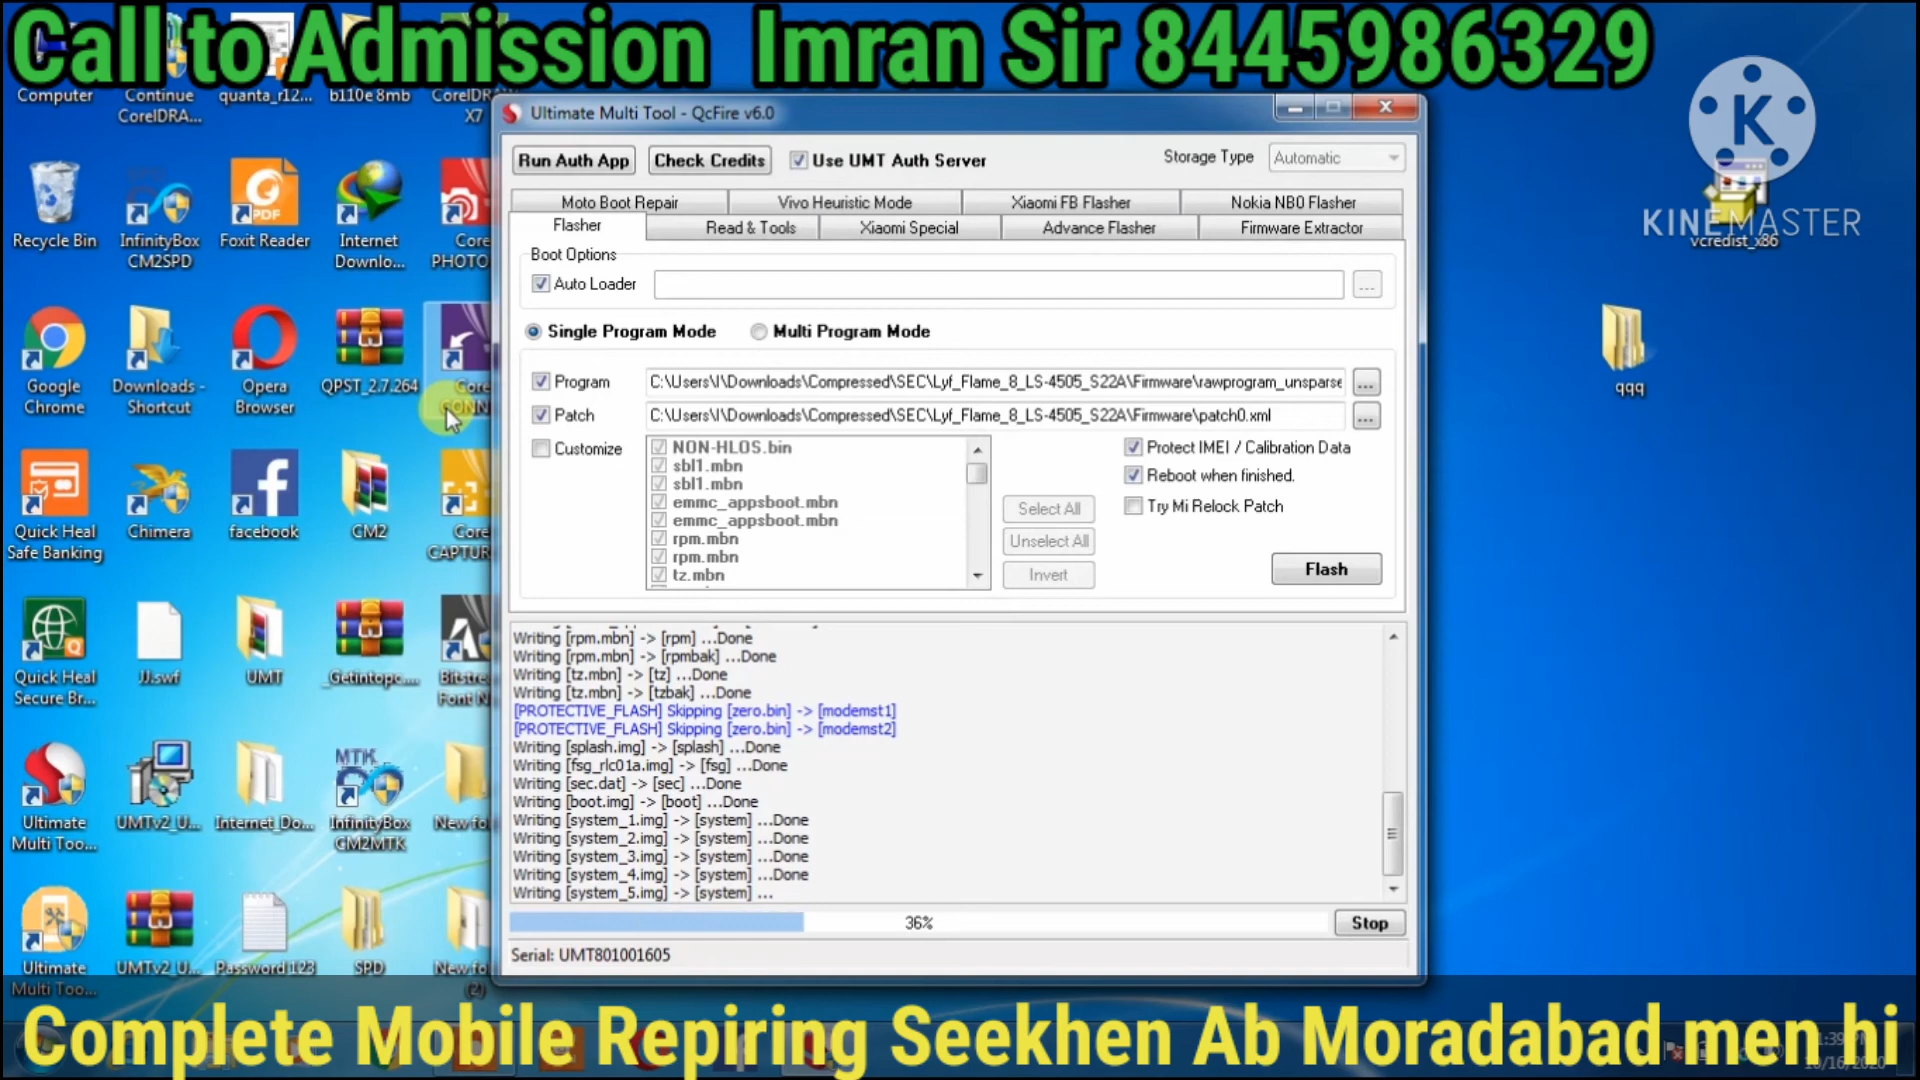 Call to Admission Imran Sir 8445986329
Computer
Continue CorelDRA...
quanta_r12...
b110e 8mb
X7
Recycle Bin
InfinityBox CM2SPD
Foxit Reader
Internet Downlo...
Google Chrome
Downloads - Shortcut
Opera Browser
QPST_2.7.264
Quick Heal Safe Banking
Chimera
facebook
CM2
Quick Heal Secure Br...
JJ.swf
UMT
_Getintopc....
Ultimate Multi Too...
UMTv2_U...
Internet_Do...
MTK
InfinityBox CM2MTK
Ultimate Multi Too...
UMTv2_U...
Password 123
SPD
(2)
Ultimate Multi Tool - QcFire v6.0
Run Auth App
Check Credits
Use UMT Auth Server
Storage Type
Automatic
Moto Boot Repair
Vivo Heuristic Mode
Xiaomi FB Flasher
Nokia NB0 Flasher
Flasher
Read & Tools
Xiaomi Special
Advance Flasher
Firmware Extractor
Boot Options
Auto Loader
...
Single Program Mode
Multi Program Mode
Program
C:\Users\I\Downloads\Compressed\SEC\Lyf_Flame_8_LS-4505_S22A\Firmware\rawprogram_unsparse
...
Patch
C:\Users\I\Downloads\Compressed\SEC\Lyf_Flame_8_LS-4505_S22A\Firmware\patch0.xml
...
Customize
NON-HLOS.bin
sbl1.mbn
sbl1.mbn
emmc_appsboot.mbn
emmc_appsboot.mbn
rpm.mbn
rpm.mbn
tz.mbn
Select All
Unselect All
Invert
Protect IMEI / Calibration Data
Reboot when finished.
Try Mi Relock Patch
Flash
Writing [rpm.mbn] -> [rpm] ...Done
Writing [rpm.mbn] -> [rpmbak] ...Done
Writing [tz.mbn] -> [tz] ...Done
Writing [tz.mbn] -> [tzbak] ...Done
[PROTECTIVE_FLASH] Skipping [zero.bin] -> [modemst1]
[PROTECTIVE_FLASH] Skipping [zero.bin] -> [modemst2]
Writing [splash.img] -> [splash] ...Done
Writing [fsg_rlc01a.img] -> [fsg] ...Done
Writing [sec.dat] -> [sec] ...Done
Writing [boot.img] -> [boot] ...Done
Writing [system_1.img] -> [system] ...Done
Writing [system_2.img] -> [system] ...Done
Writing [system_3.img] -> [system] ...Done
Writing [system_4.img] -> [system] ...Done
Writing [system_5.img] -> [system] ...
36%
Stop
Serial: UMT801001605
K
KINEMASTER
vcredist_x86
qqq
Complete Mobile Repiring Seekhen Ab Moradabad men hi